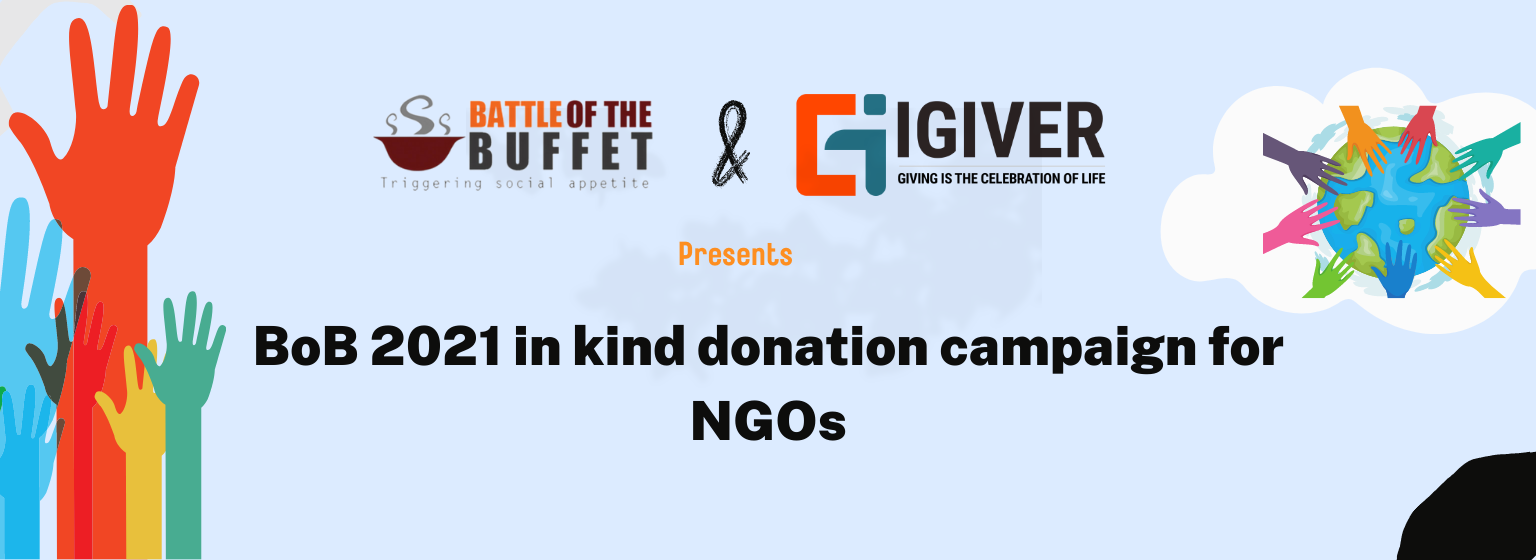 BATTLE OF THE
BUFFET
Triggering social appetite
&
IGIVER
GIVING IS THE CELEBRATION OF LIFE
Presents
BoB 2021 in kind donation campaign for
NGOs